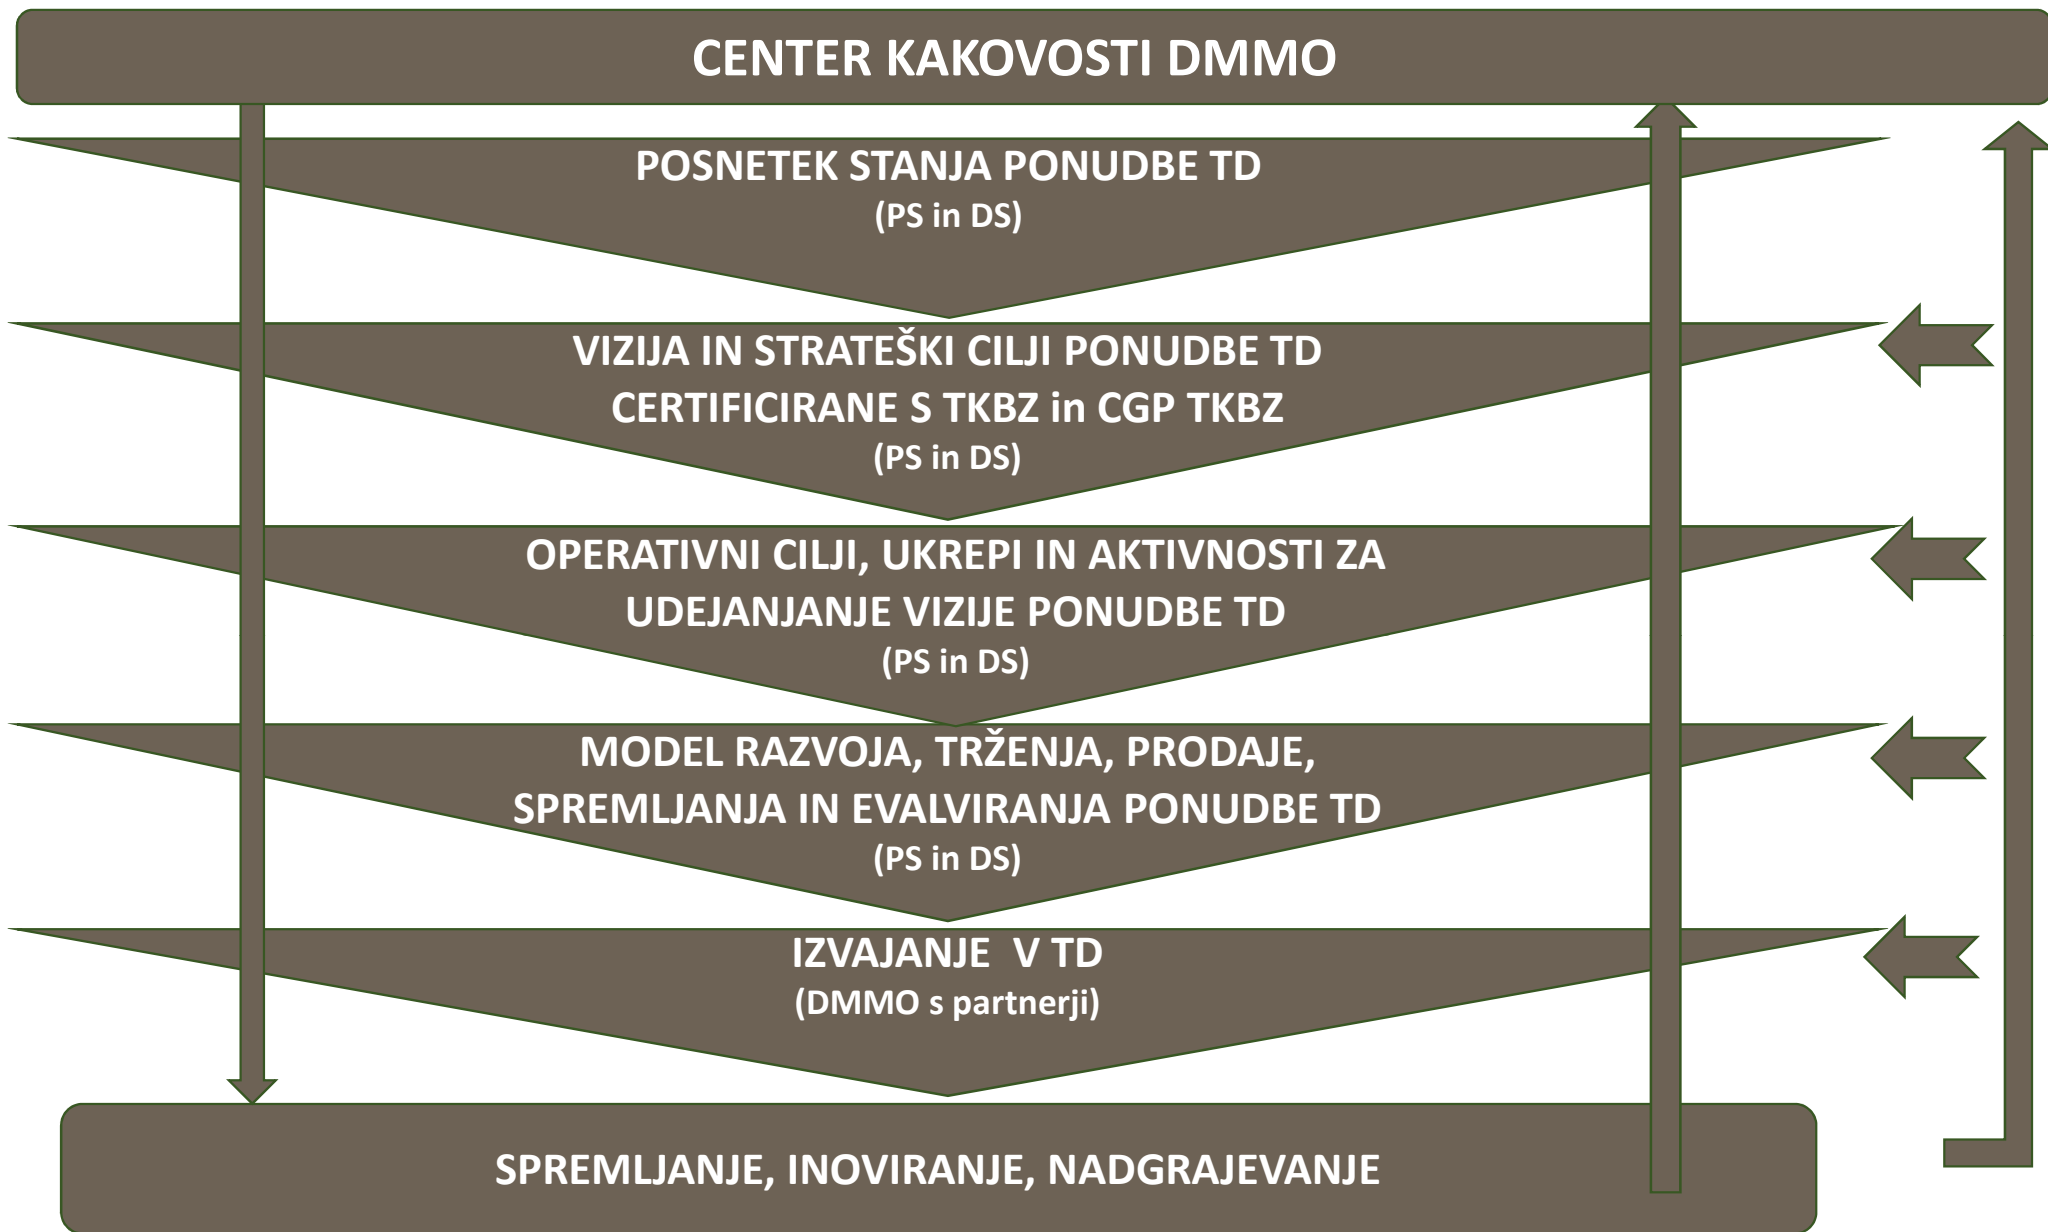 CENTER KAKOVOSTI DMMO
POSNETEK STANJA PONUDBE TD
(PS in DS)
VIZIJA IN STRATEŠKI CILJI PONUDBE TD
CERTIFICIRANE S TKBZ in CGP TKBZ
(PS in DS)
OPERATIVNI CILJI, UKREPI IN AKTIVNOSTI ZA
UDEJANJANJE VIZIJE PONUDBE TD
(PS in DS)
MODEL RAZVOJA, TRŽENJA, PRODAJE,
SPREMLJANJA IN EVALVIRANJA PONUDBE TD
(PS in DS)
IZVAJANJE V TD
(DMMO s partnerji)
SPREMLJANJE, INOVIRANJE, NADGRAJEVANJE